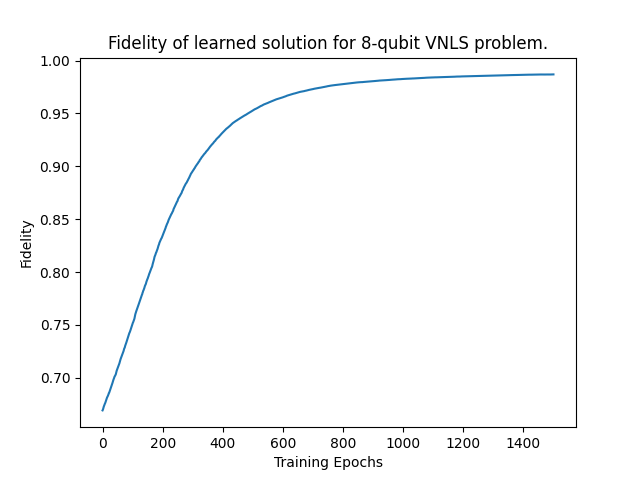 Fidelity of learned solution for 8-qubit VNLS problem.
1.00
0.95
0.90
0.85
0.80
0.75
0.70
Fidelity
0 200 400 600 800 1000 1200 1400
Training Epochs